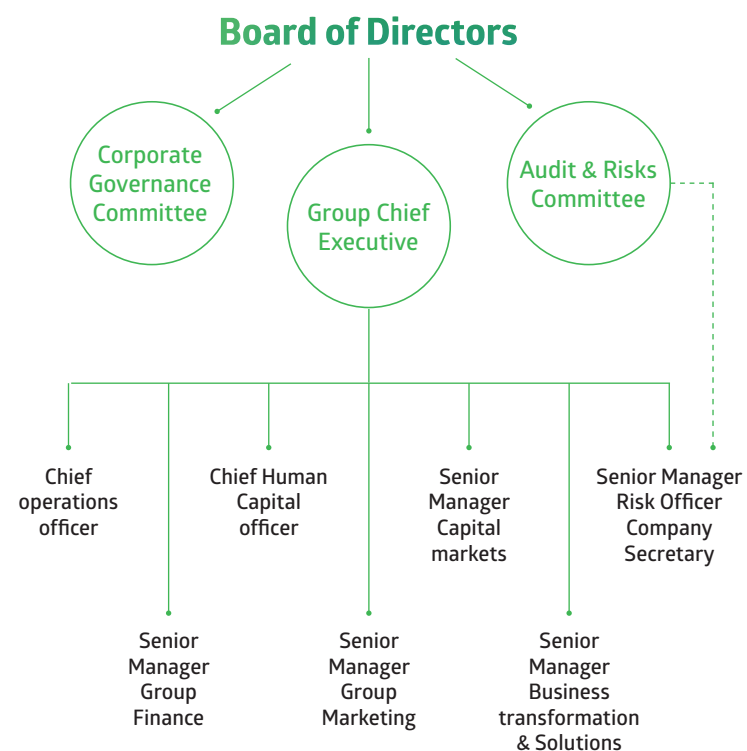 Board of Directors
Corporate
Governance
Committee
Group Chief
Executive
Audit & Risks
Committee
Chief
operations
officer
Chief Human
Capital
officer
Senior
Manager
Capital
markets
Senior Manager
Risk Officer
Company
Secretary
Senior
Manager
Group
Finance
Senior
Manager
Group
Marketing
Senior
Manager
Business
transformation
& Solutions